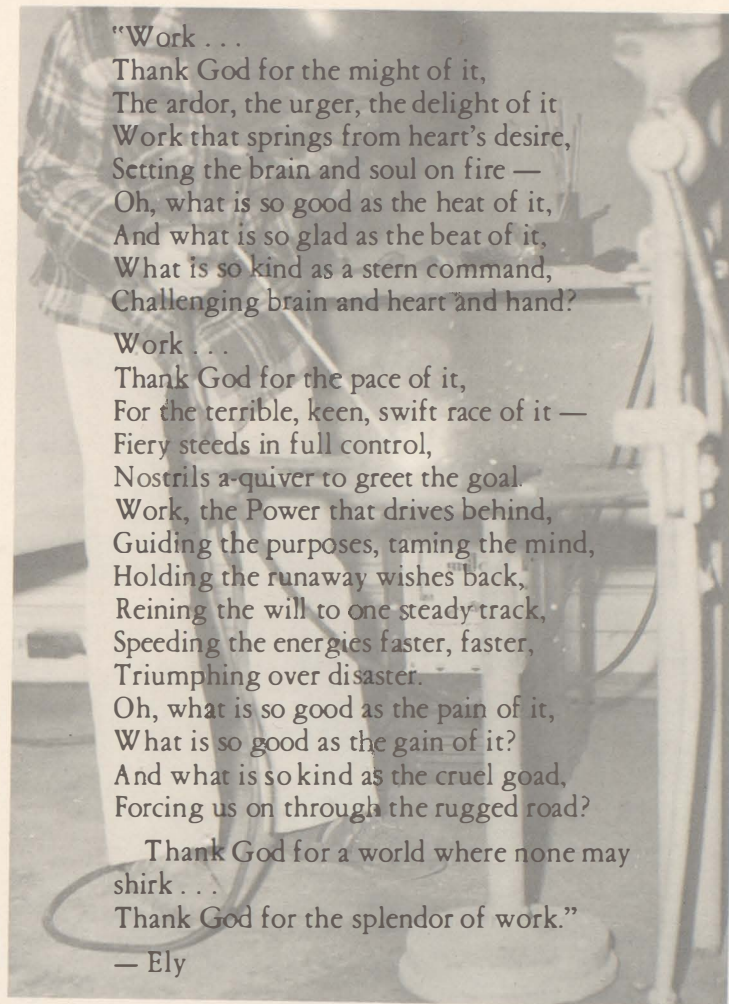 “Work . . .
Thank God for the might of it,
The ardor, the urger, the delight of it
Work that springs from heart's desire,
Setting the brain and soul on fire —
Oh, what is so good as the heat of it,
And what is so glad as the beat of it,
What is so kind as a stern command,
Challenging brain and heart and hand?
Work . . .
Thank God for the pace of it,
For the terrible, keen, swift race of it —
Fiery steeds in full control,
Nostrils a-quiver to greet the goal.
Work, the Power that drives behind,
Guiding the purposes, taming the mind,
Holding the runaway wishes back,
Reining the will to one steady track,
Speeding the energies faster, faster,
Triumphing over disaster.
Oh, what is so good as the pain of it,
What is so good as the gain of it?
And what is so kind as the cruel goad,
Forcing us on through the rugged road?
Thank God for a world where none may
shirk . . .
Thank God for the splendor of work.”
— Ely